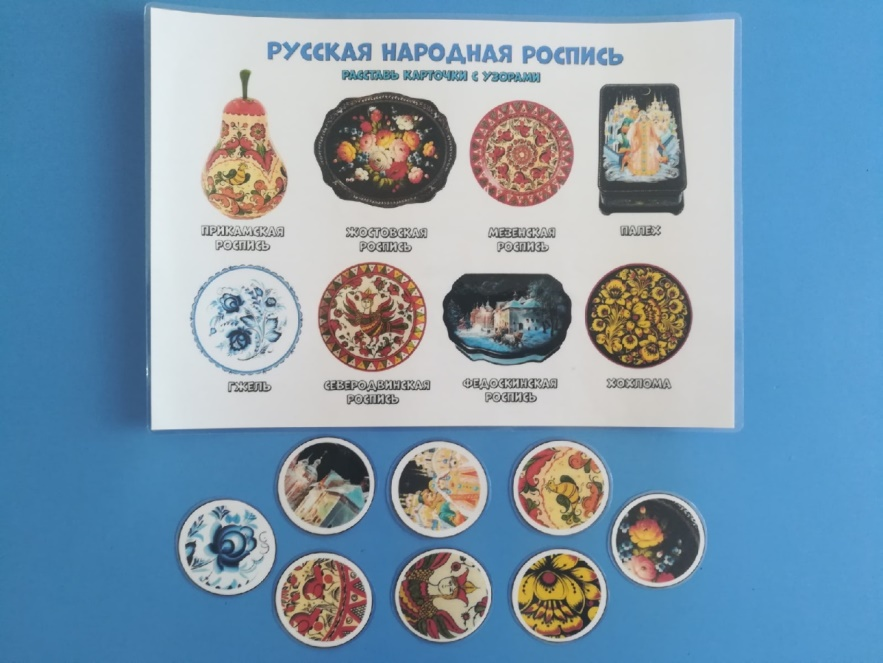 РУССКАЯ НАРОДНАЯ РОСПИСЬ
РАССТАВЬ КАРТОЧКИ С УЗОРАМИ
ПРИКАМСКАЯ
РОСПИСЬ
ЖОСТОВСКАЯ
РОСПИСЬ
МЕЗЕНСКАЯ
РОСПИСЬ
ПАЛЕХ
ГЖЕЛЬ
СЕВЕРОДВИНСКАЯ
РОСПИСЬ
ФЕДОСКИНСКАЯ
РОСПИСЬ
ХОХЛОМА